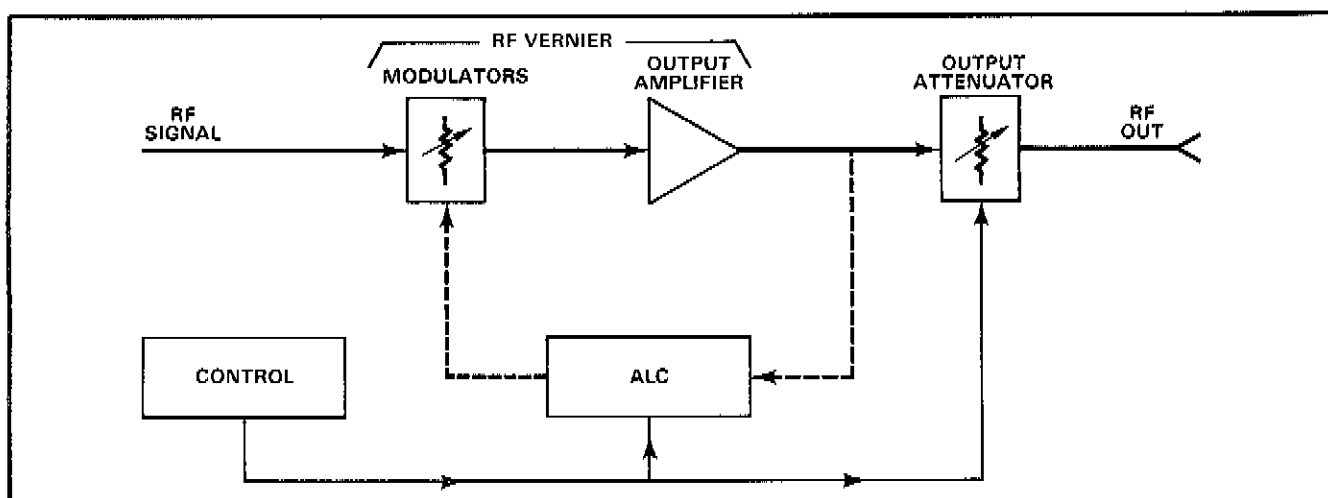 RF VERNIER
MODULATORS
OUTPUT
AMPLIFIER
OUTPUT
ATTENUATOR
RF
SIGNAL
RF
OUT
CONTROL
ALC